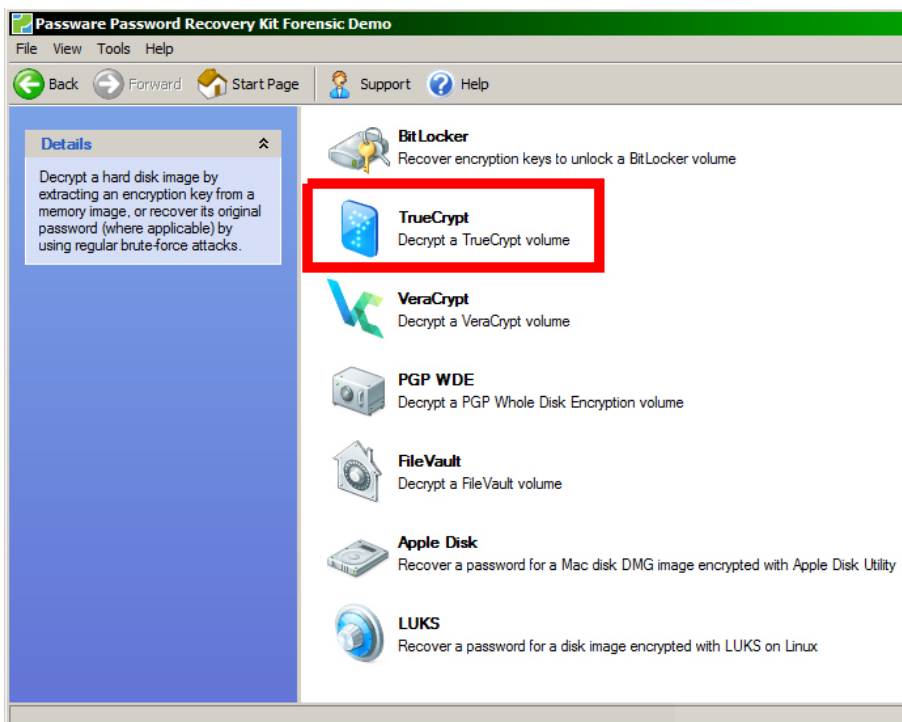 Passware Password Recovery Kit Forensic Demo
File View Tools Help
Back Forward Start Page Support Help
Details
Decrypt a hard disk image by
extracting an encryption key from a
memory image, or recover its original
password (where applicable) by
using regular brute-force attacks.
BitLocker
Recover encryption keys to unlock a BitLocker volume
TrueCrypt
Decrypt a TrueCrypt volume
VeraCrypt
Decrypt a VeraCrypt volume
PGP WDE
Decrypt a PGP Whole Disk Encryption volume
FileVault
Decrypt a FileVault volume
Apple Disk
Recover a password for a Mac disk DMG image encrypted with Apple Disk Utility
LUKS
Recover a password for a disk image encrypted with LUKS on Linux